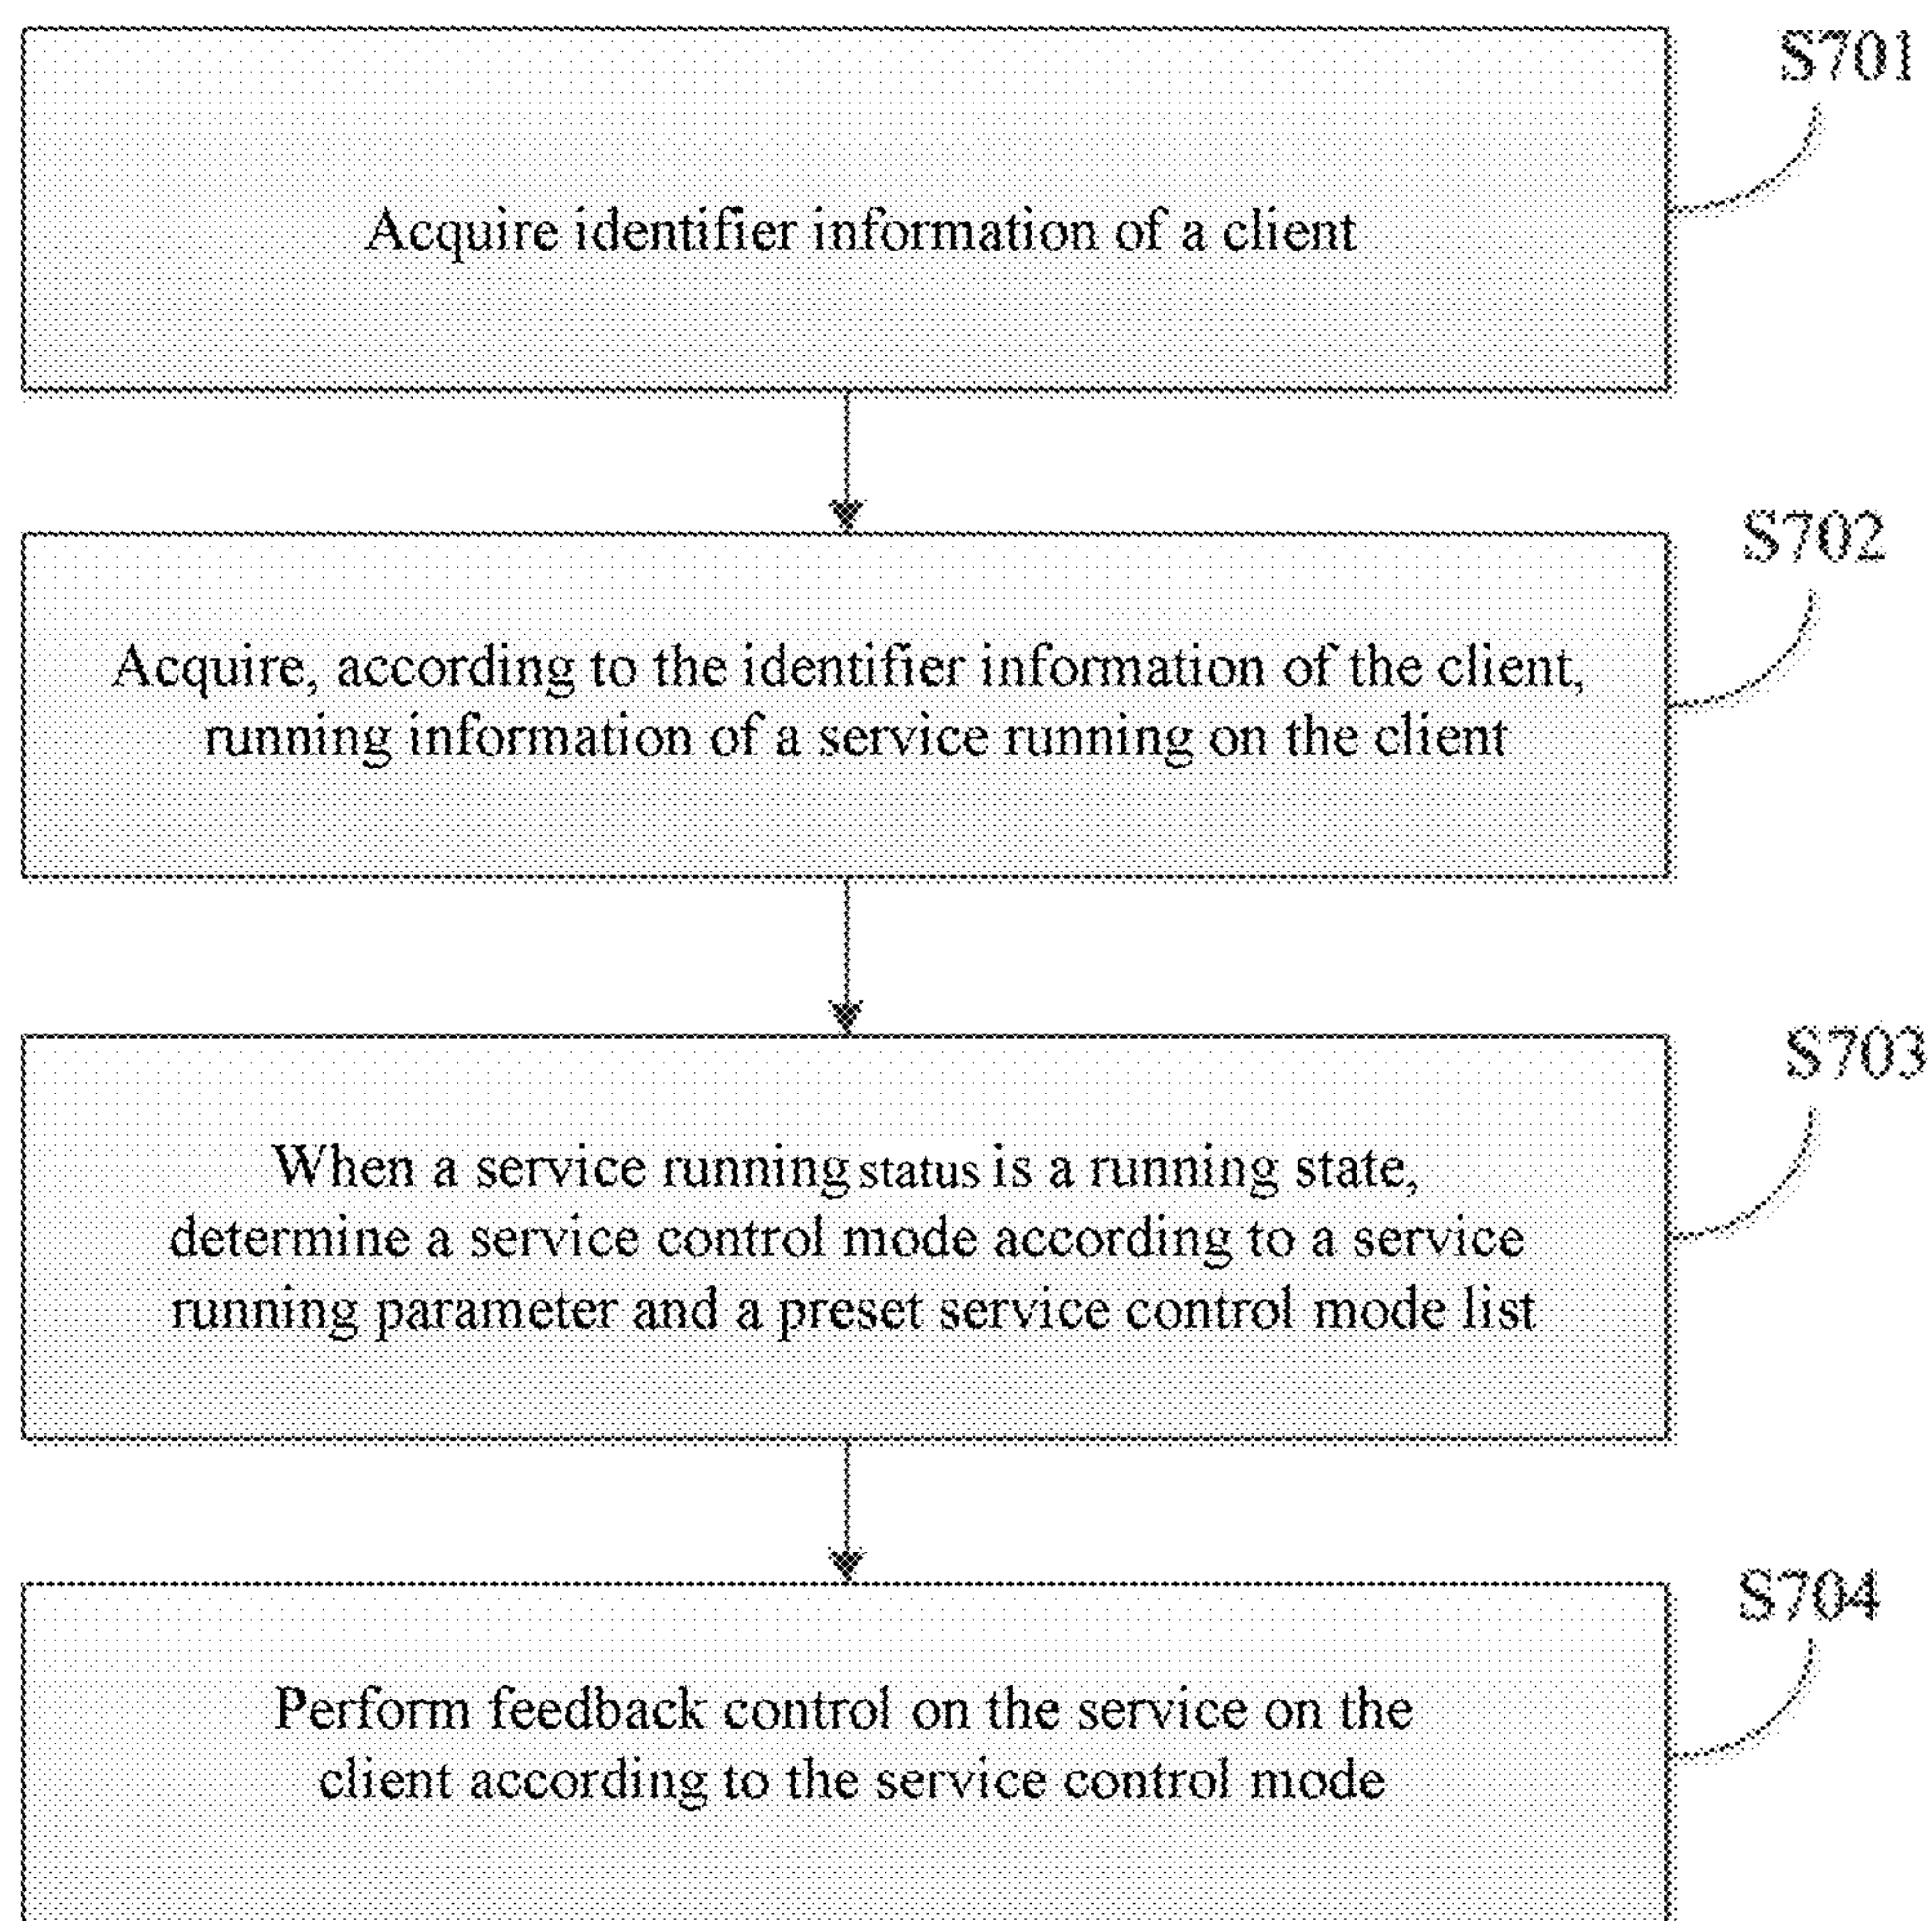 S701
Acquire identifier information of a client
S702
Acquire, according to the identifier information of the client,
running information of a service running on the client
S703
When a service running status is a running state,
determine a service control mode according to a service
running parameter and a preset service control mode list
S704
Perform feedback control on the service on the
client according to the service control mode